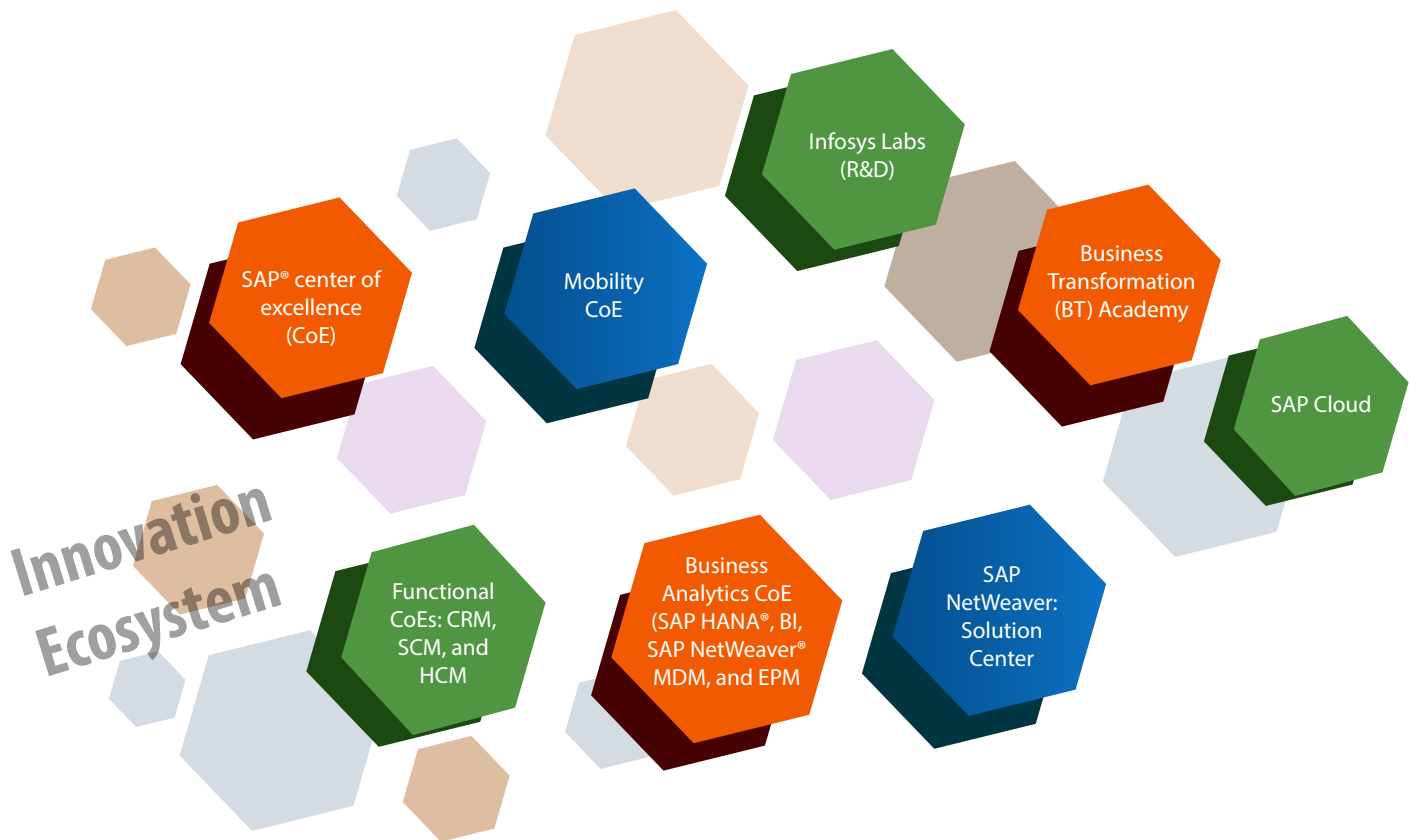 Infosys Labs
(R&D)
SAP® center of
excellence
(CoE)
Mobility
CoE
Business
Transformation
(BT) Academy
SAP Cloud
Innovation
Ecosystem
Functional
CoEs: CRM,
SCM, and
HCM
Business
Analytics CoE
(SAP HANA®, BI,
SAP NetWeaver®
MDM, and EPM
SAP
NetWeaver:
Solution
Center